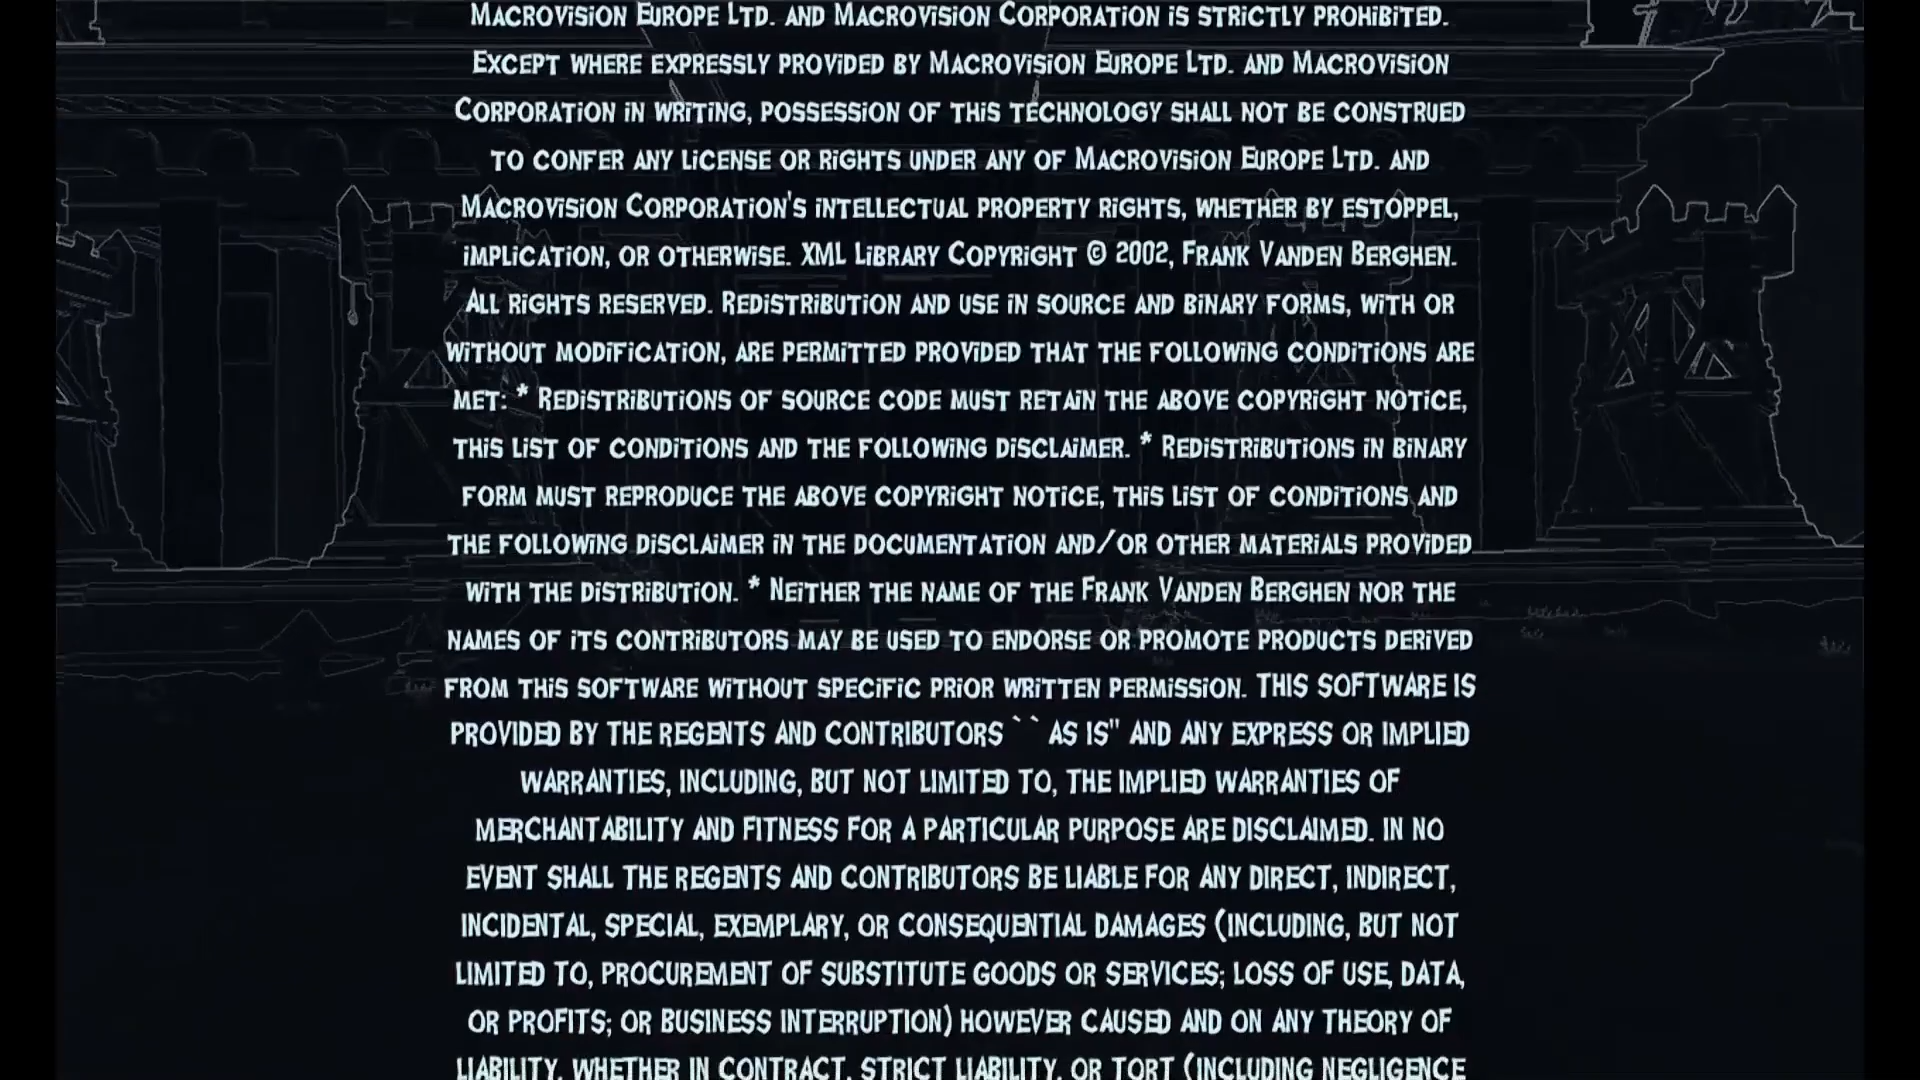 Macrovision Europe Ltd. and Macrovision Corporation is strictly prohibited.
Except where expressly provided by Macrovision Europe Ltd. and Macrovision
Corporation in writing, possession of this technology shall not be construed
to confer any license or rights under any of Macrovision Europe Ltd. and
Macrovision Corporation's intellectual property rights, whether by estoppel,
implication, or otherwise. XML Library Copyright © 2002, Frank Vanden Berghen.
All rights reserved. Redistribution and use in source and binary forms, with or
without modification, are permitted provided that the following conditions are
met: * Redistributions of source code must retain the above copyright notice,
this list of conditions and the following disclaimer. * Redistributions in binary
form must reproduce the above copyright notice, this list of conditions and
the following disclaimer in the documentation and/or other materials provided
with the distribution. * Neither the name of the Frank Vanden Berghen nor the
names of its contributors may be used to endorse or promote products derived
from this software without specific prior written permission. THIS SOFTWARE IS
PROVIDED BY THE REGENTS AND CONTRIBUTORS ``AS IS" AND ANY EXPRESS OR IMPLIED
WARRANTIES, INCLUDING, BUT NOT LIMITED TO, THE IMPLIED WARRANTIES OF
MERCHANTABILITY AND FITNESS FOR A PARTICULAR PURPOSE ARE DISCLAIMED. IN NO
EVENT SHALL THE REGENTS AND CONTRIBUTORS BE LIABLE FOR ANY DIRECT, INDIRECT,
INCIDENTAL, SPECIAL, EXEMPLARY, OR CONSEQUENTIAL DAMAGES (INCLUDING, BUT NOT
LIMITED TO, PROCUREMENT OF SUBSTITUTE GOODS OR SERVICES; LOSS OF USE, DATA,
OR PROFITS; OR BUSINESS INTERRUPTION) HOWEVER CAUSED AND ON ANY THEORY OF
LIABILITY, WHETHER IN CONTRACT, STRICT LIABILITY, OR TORT (INCLUDING NEGLIGENCE